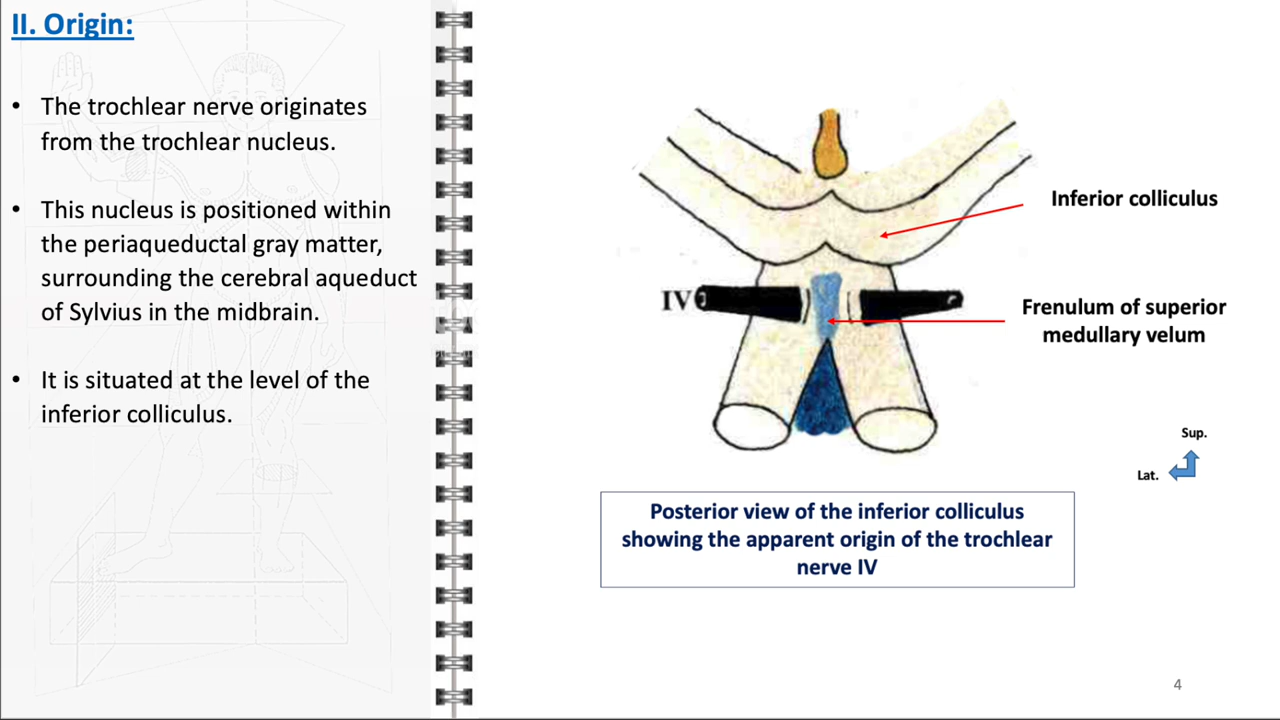 II. Origin:
• The trochlear nerve originates
from the trochlear nucleus.
• This nucleus is positioned within
the periaqueductal gray matter,
surrounding the cerebral aqueduct
of Sylvius in the midbrain.
• It is situated at the level of the
inferior colliculus.
Inferior colliculus
IV
Frenulum of superior
medullary velum
Sup.
Lat.
Posterior view of the inferior colliculus
showing the apparent origin of the trochlear
nerve IV
4